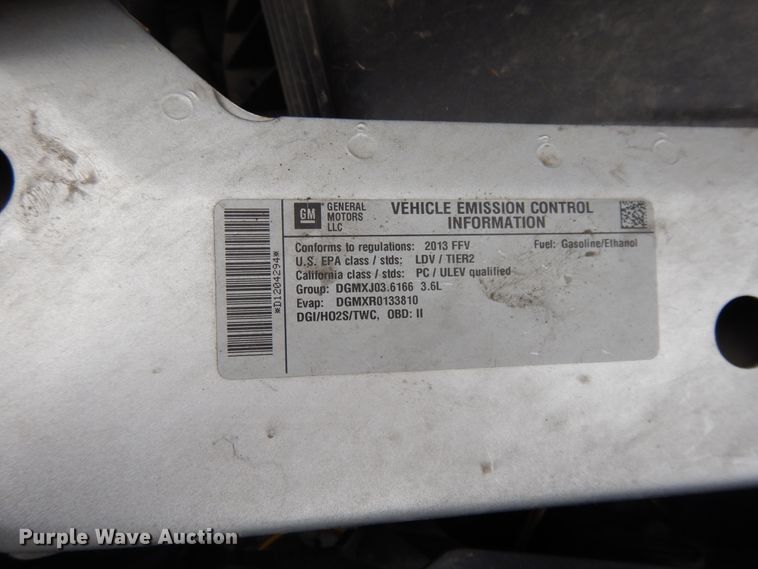 GM
GENERAL
MOTORS
LLC
VEHICLE EMISSION CONTROL
INFORMATION
Conforms to regulations: 2013 FFV Fuel: Gasoline/Ethanol
U.S. EPA class / stds: LDV / TIER2
California class / stds: PC / ULEV qualified
Group: DGMXJ03.6166 3.6L
Evap: DGMXR0133810
DGI/HO2S/TWC, OBD: II
*D1204294*
Purple Wave Auction